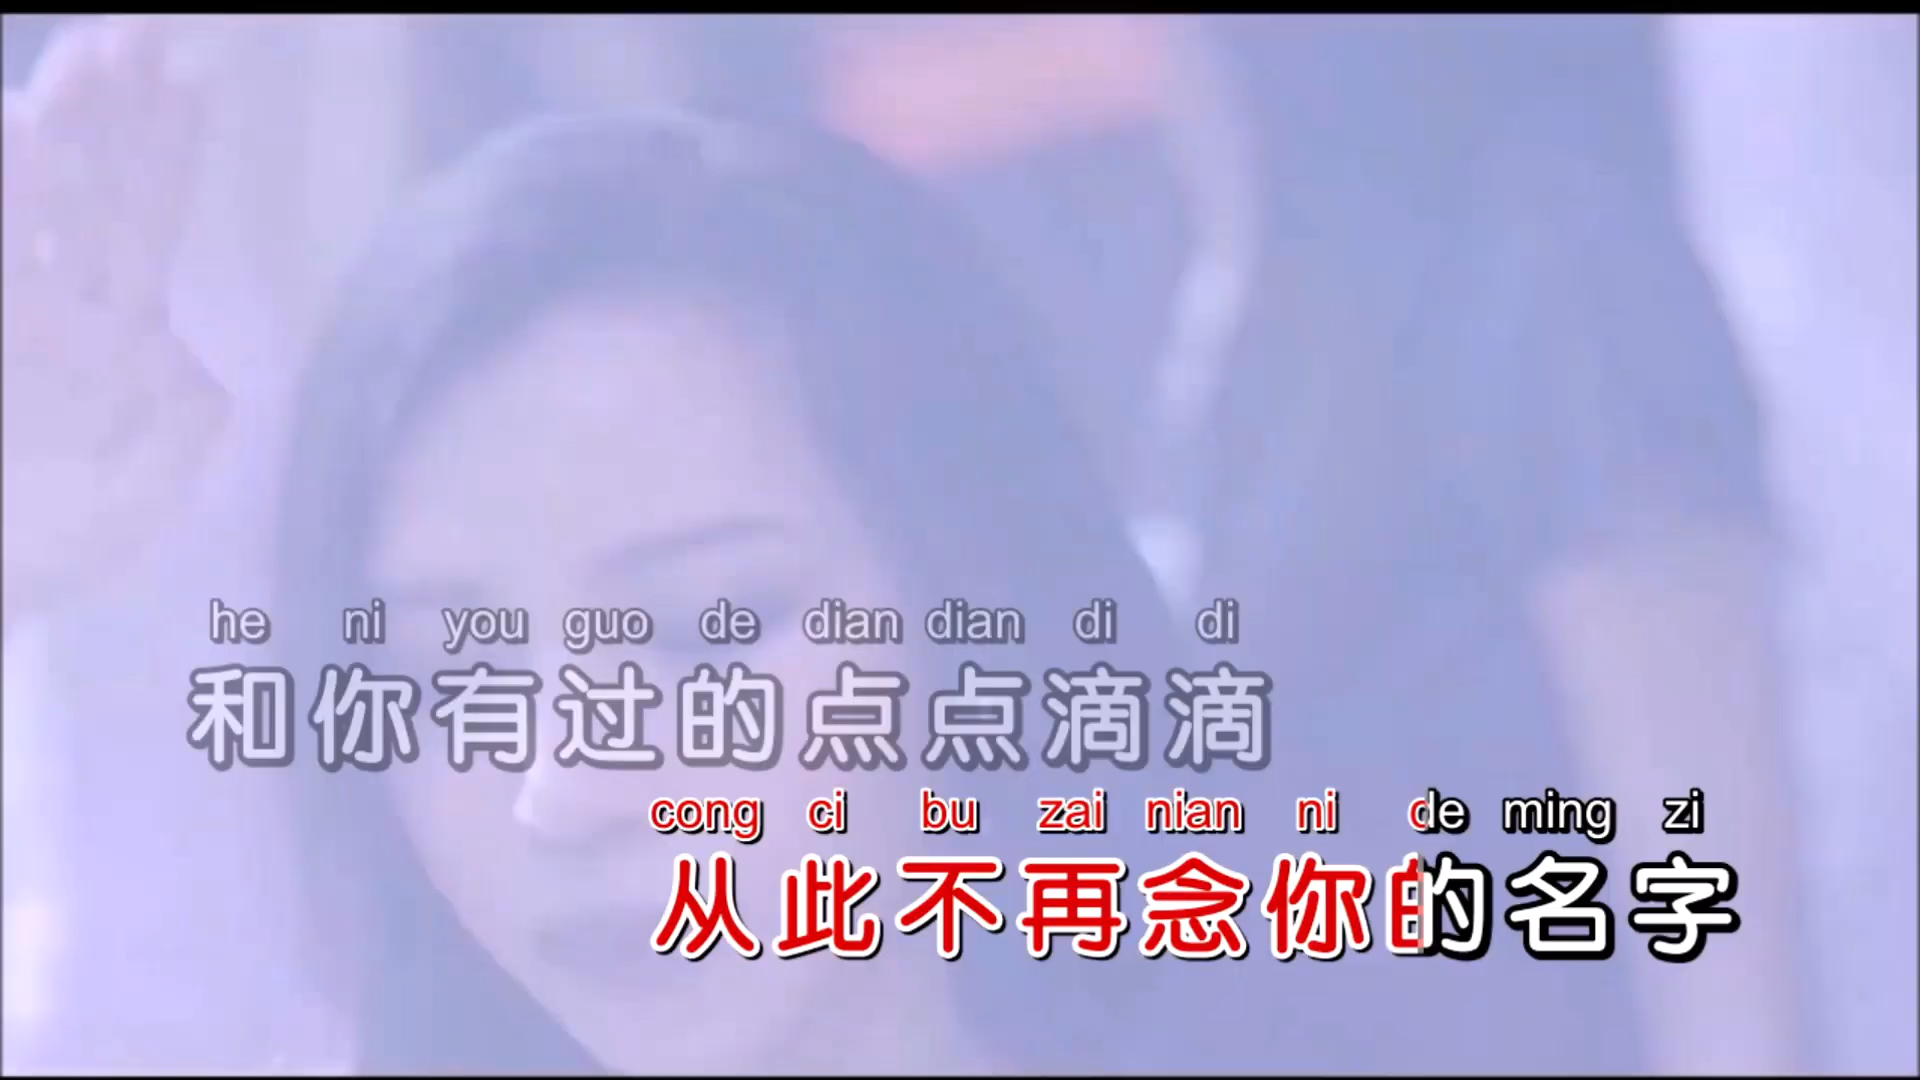 he ni you guo de dian dian di di
和你有过的点点滴滴
cong ci bu zai nian ni de ming zi
从此不再念你的名字